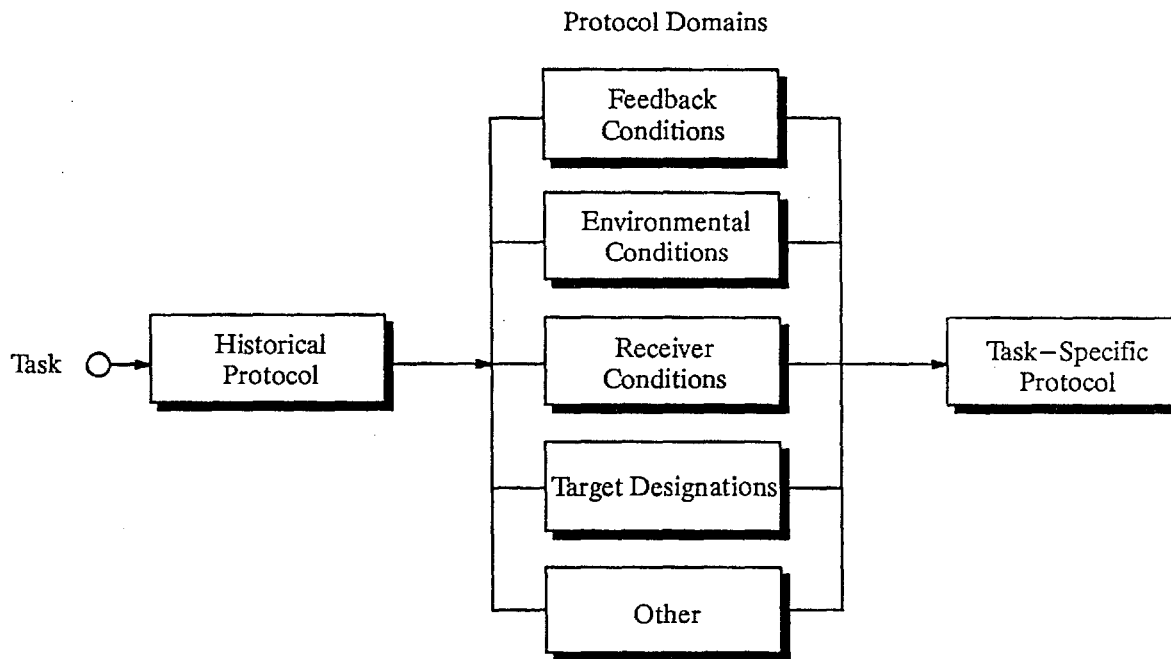 Protocol Domains
Feedback
Conditions
Environmental
Conditions
Task
Historical
Protocol
Receiver
Conditions
Task-Specific
Protocol
Target Designations
Other